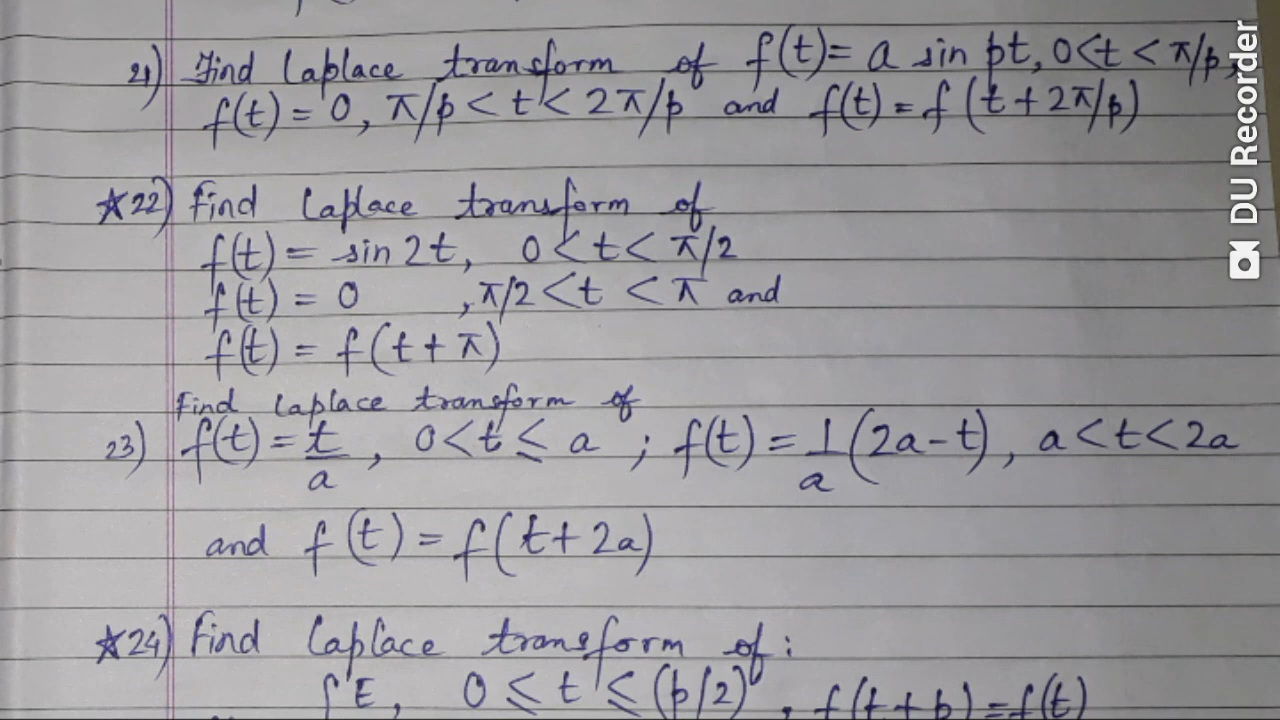 21) Find Laplace transform of f(t) = a sin pt, 0<t<π/p,
f(t) = 0, π/p < t < 2π/p and f(t) = f(t+2π/p)
☆22) Find Laplace transform of
f(t) = sin 2t, 0<t<π/2
f(t) = 0 , π/2 <t <π and
f(t) = f(t+π)
Find Laplace transform of
23) f(t) = t/a , 0<t≤ a ; f(t) = 1/a (2a-t), a<t<2a
and f(t) = f(t+2a)
☆24) Find Laplace transform of :
E, 0 ≤ t ≤ (p/2) , f(t+p) = f(t)
DU Recorder